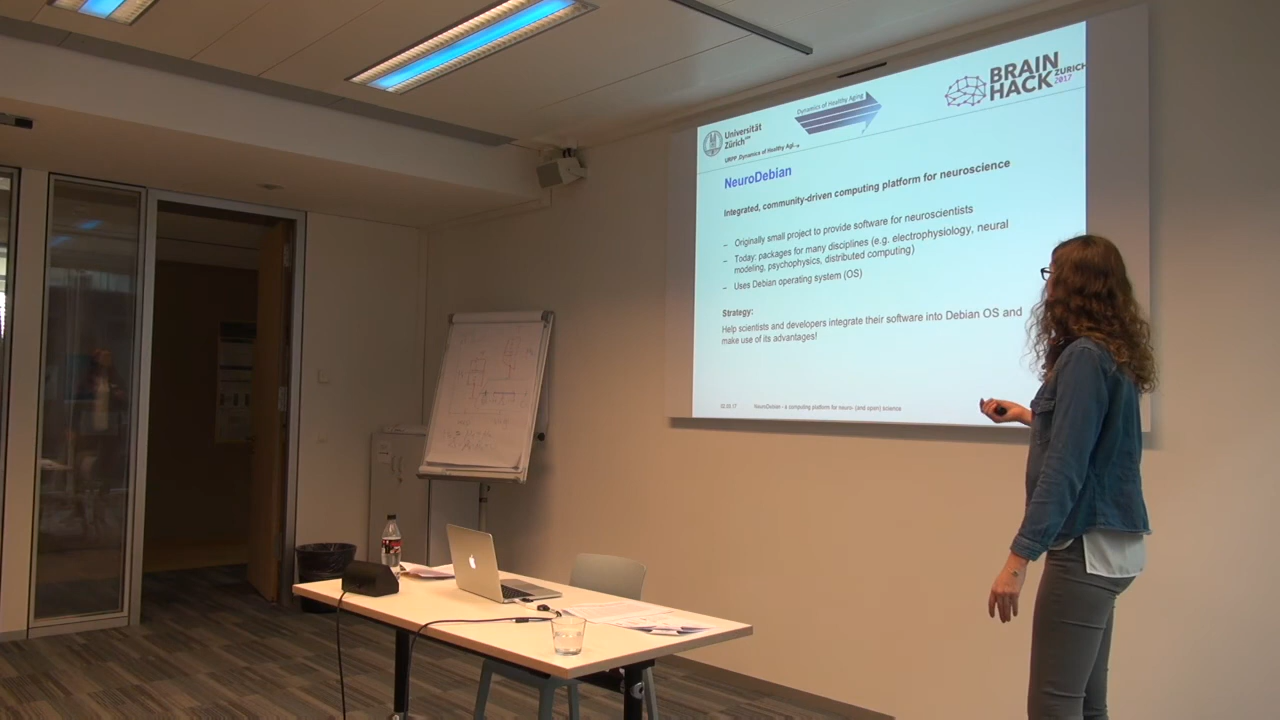 BRAIN
HACK ZURICH
2017
Dynamics of Healthy Aging
Universität
Zürich UZH
URPP Dynamics of Healthy Agi...
NeuroDebian
Integrated, community-driven computing platform for neuroscience
– Originally small project to provide software for neuroscientists
– Today: packages for many disciplines (e.g. electrophysiology, neural
modeling, psychophysics, distributed computing)
– Uses Debian operating system (OS)
Strategy:
Help scientists and developers integrate their software into Debian OS and
make use of its advantages!
NeuroDebian - a computing platform for neuro- (and open) science